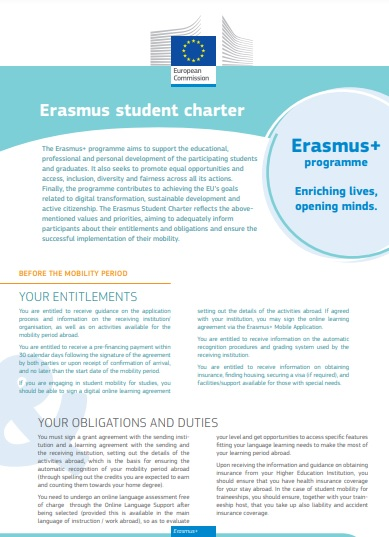 European
Commission
Erasmus student charter
The Erasmus+ programme aims to support the educational,
professional and personal development of the participating students
and graduates. It also seeks to promote equal opportunities and
access, inclusion, diversity and fairness across all its actions.
Finally, the programme contributes to achieving the EU's goals
related to digital transformation, sustainable development and
active citizenship. The Erasmus Student Charter reflects the above-
mentioned values and priorities, aiming to adequately inform
participants about their entitlements and obligations and ensure the
successful implementation of their mobility.
Erasmus+
programme
Enriching lives,
opening minds.
BEFORE THE MOBILITY PERIOD
YOUR ENTITLEMENTS
You are entitled to receive guidance on the application
process and information on the receiving institution/
organisation, as well as on activities available for the
mobility period abroad.
You are entitled to receive a pre-financing payment within
30 calendar days following the signature of the agreement
by both parties or upon receipt of confirmation of arrival,
and no later than the start date of the mobility period.
If you are engaging in student mobility for studies, you
should be able to sign a digital online learning agreement
setting out the details of the activities abroad. If agreed
with your institution, you may sign the online learning
agreement via the Erasmus+ Mobile Application.
You are entitled to receive information on the automatic
recognition procedures and grading system used by the
receiving institution.
You are entitled to receive information on obtaining
insurance, finding housing, securing a visa (if required), and
facilities/support available for those with special needs.
YOUR OBLIGATIONS AND DUTIES
You must sign a grant agreement with the sending insti-
tution and a learning agreement with the sending and
the receiving institution, setting out the details of the
activities abroad, which is the basis for ensuring the
automatic recognition of your mobility period abroad
(through spelling out the credits you are expected to earn
and counting them towards your home degree)
You need to undergo an online language assessment free
of charge through the Online Language Support after
being selected (provided this is available in the main
language of instruction / work abroad), so as to evaluate
your level and get opportunities to access specific features
fitting your language learning needs to make the most of
your learning period abroad.
Upon receiving the information and guidance on obtaining
insurance from your Higher Education Institution, you
should ensure that you have health insurance coverage
for your stay abroad. In the case of student mobility for
traineeships, you should ensure, together with your train-
eeship host, that you take up also liability and accident
insurance coverage.
Erasmus+